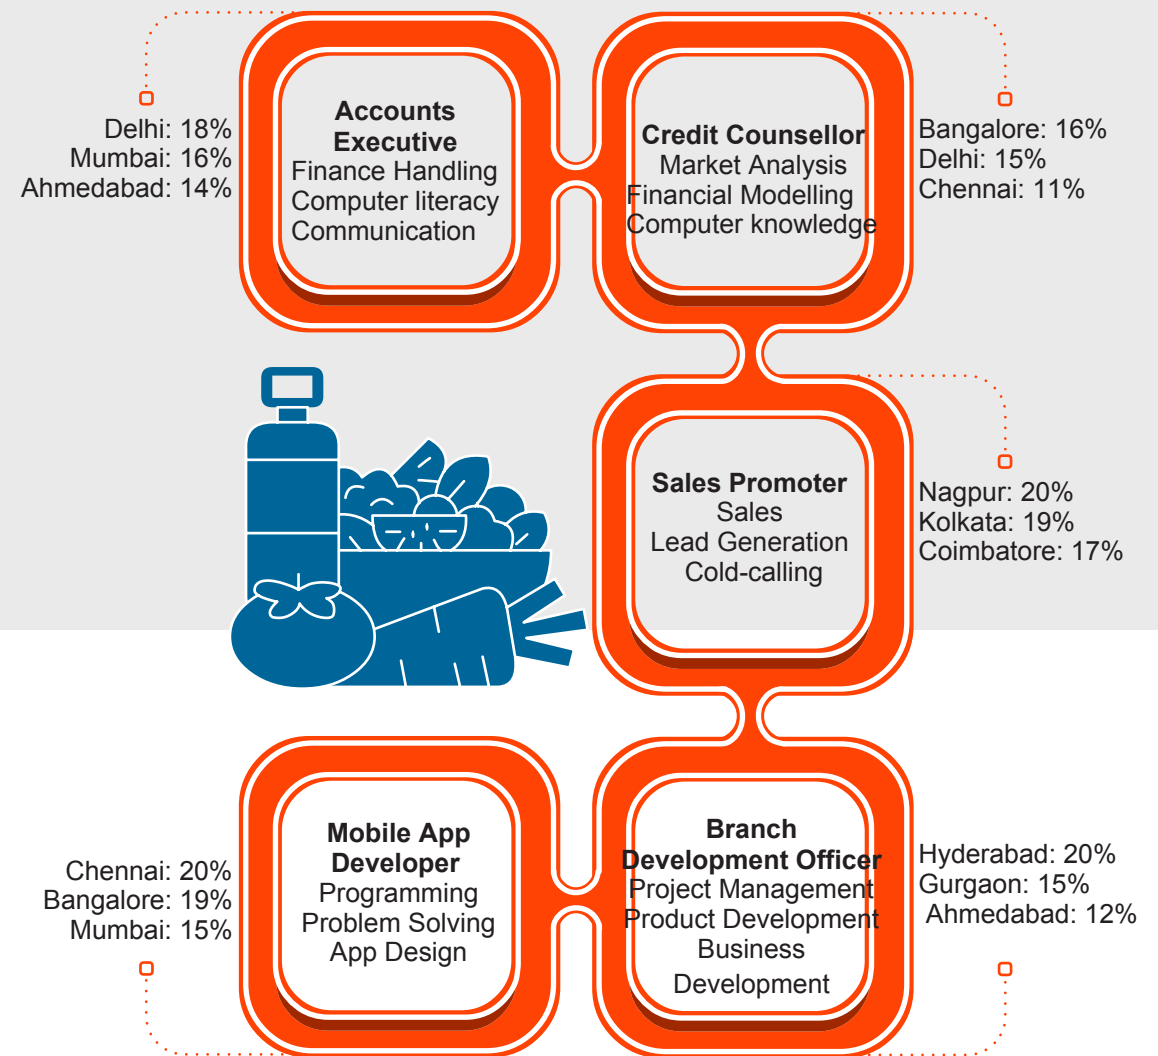 Accounts
Executive
Finance Handling
Computer literacy
Communication
Delhi: 18%
Mumbai: 16%
Ahmedabad: 14%
Credit Counsellor
Market Analysis
Financial Modelling
Computer knowledge
Bangalore: 16%
Delhi: 15%
Chennai: 11%
Sales Promoter
Sales
Lead Generation
Cold-calling
Nagpur: 20%
Kolkata: 19%
Coimbatore: 17%
Mobile App
Developer
Programming
Problem Solving
App Design
Chennai: 20%
Bangalore: 19%
Mumbai: 15%
Branch
Development Officer
Project Management
Product Development
Business
Development
Hyderabad: 20%
Gurgaon: 15%
Ahmedabad: 12%